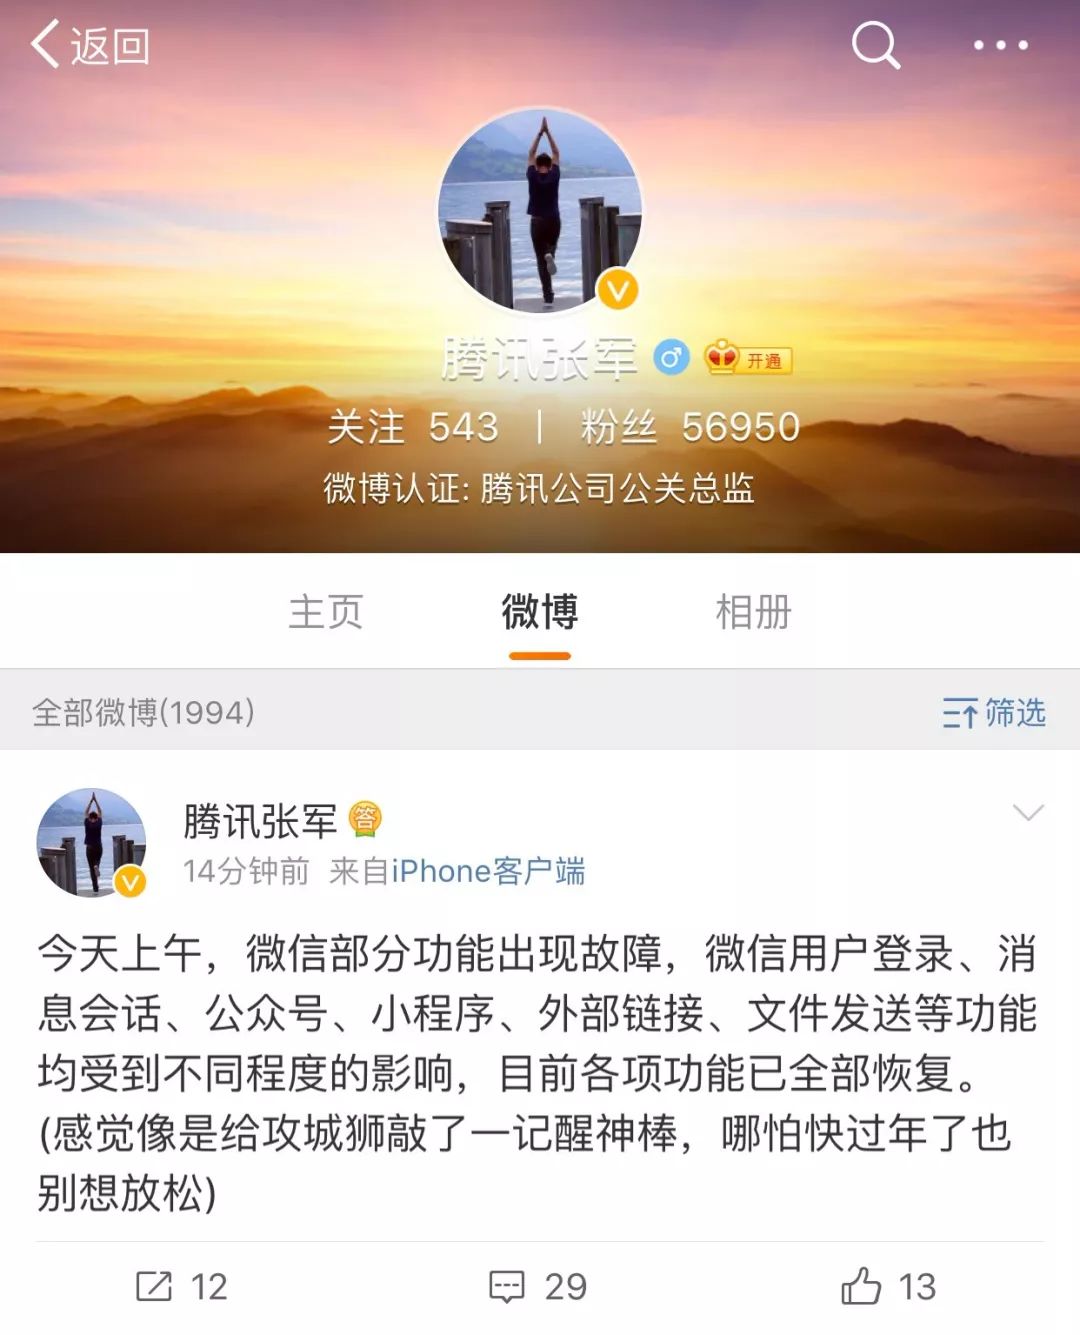 返回
腾讯张军 开通
关注 543 | 粉丝 56950
微博认证: 腾讯公司公关总监
主页 微博 相册
全部微博(1994) 筛选
腾讯张军 答
14分钟前 来自iPhone客户端
今天上午，微信部分功能出现故障，微信用户登录、消
息会话、公众号、小程序、外部链接、文件发送等功能
均受到不同程度的影响，目前各项功能已全部恢复。
(感觉像是给攻城狮敲了一记醒神棒，哪怕快过年了也
别想放松)
12 29 13